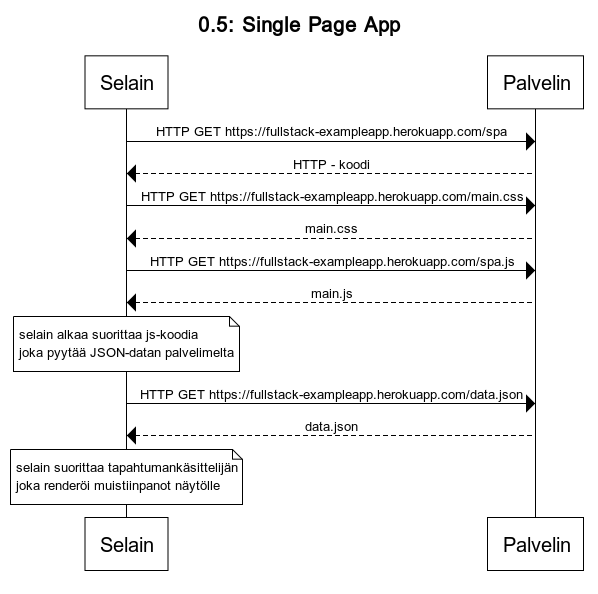 0.5: Single Page App
Selain
Palvelin
HTTP GET https://fullstack-exampleapp.herokuapp.com/spa
HTTP - koodi
HTTP GET https://fullstack-exampleapp.herokuapp.com/main.css
main.css
HTTP GET https://fullstack-exampleapp.herokuapp.com/spa.js
main.js
selain alkaa suorittaa js-koodia
joka pyytää JSON-datan palvelimelta
HTTP GET https://fullstack-exampleapp.herokuapp.com/data.json
data.json
selain suorittaa tapahtumankäsittelijän
joka renderöi muistiinpanot näytölle
Selain
Palvelin